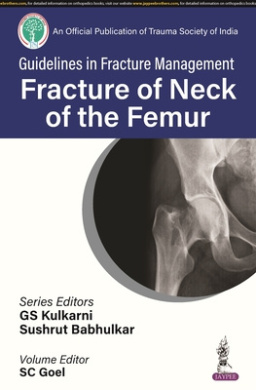 An Official Publication of Trauma Society of India
Guidelines in Fracture Management
Fracture of Neck
of the Femur
Series Editors
GS Kulkarni
Sushrut Babhulkar
Volume Editor
SC Goel
JAYPEE